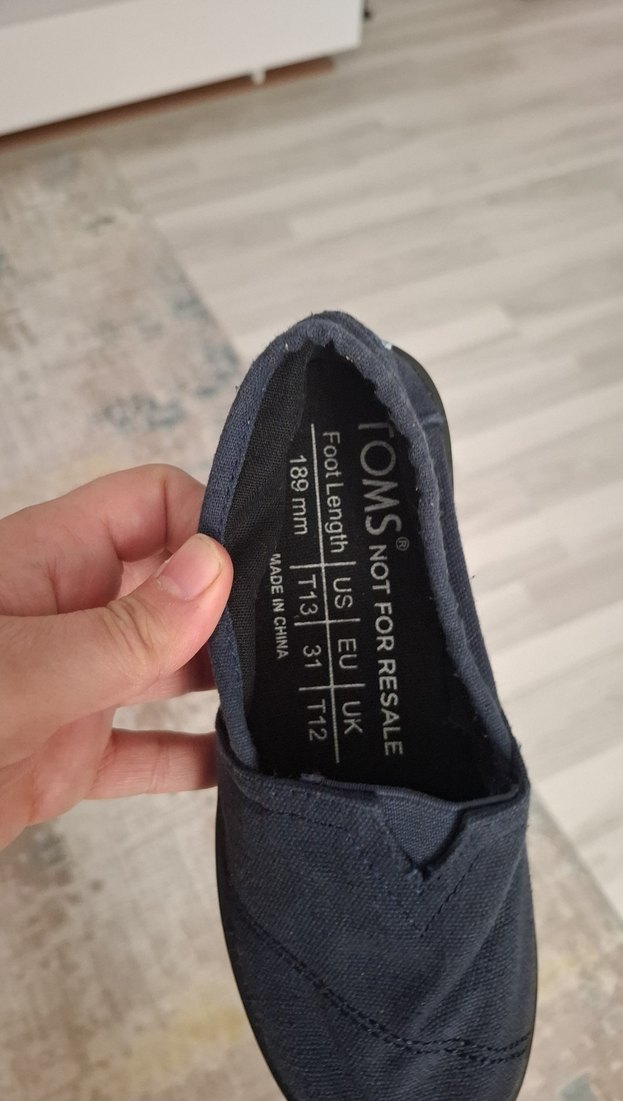 TOMS® NOT FOR RESALE
Foot Length | US | EU | UK
189 mm | T13 | 31 | T12
MADE IN CHINA